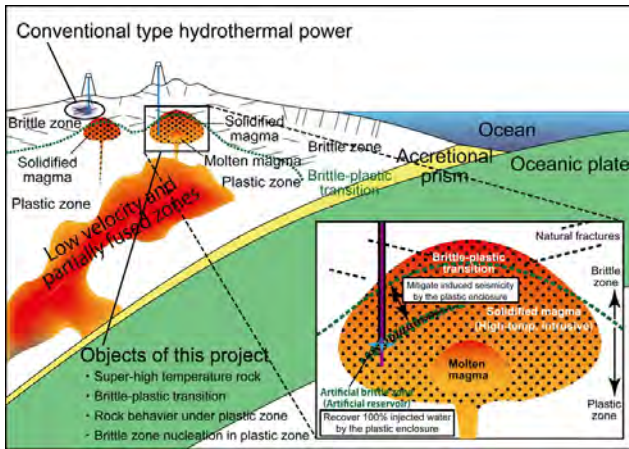 Conventional type hydrothermal power
Brittle zone
Solidified
magma
Solidified
magma
Molten magma
Plastic zone
Plastic zone
Low velocity and
partially fused zones
Brittle zone
Brittle-plastic
transition
Accretional
prism
Ocean
Oceanic plate
Objects of this project
・Super-high temperature rock
・Brittle-plastic transition
・Rock behavier under plastic zone
・Brittle zone nucleation in plastic zone
Natural fractures
Brittle-plastic
transition
Mitigate induced seismicity
by the plastic enclosure
Solidified magma
(High-temp. intrusive)
Molten
magma
Artificial brittle zone
(Artificial reservoir)
Recover 100% injected water
by the plastic enclosure
Brittle
zone
Plastic
zone